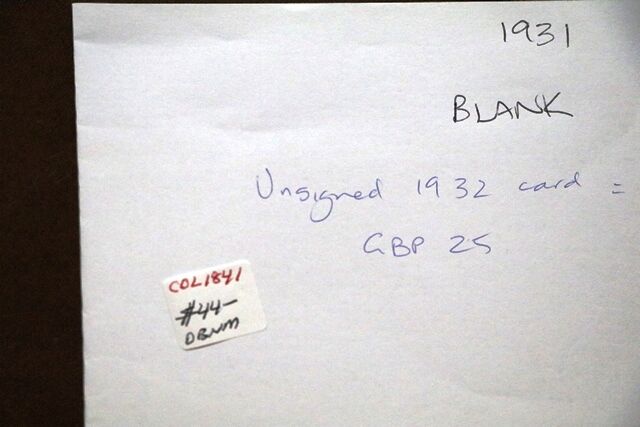 1931
BLANK
Unsigned 1932 card =
GBP 25
COL1841
#44-
DBNM